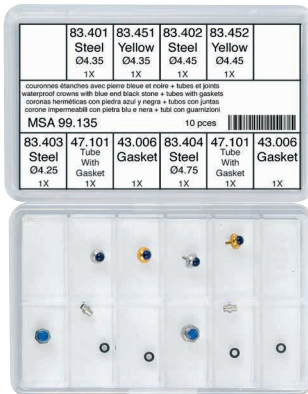 83.401 83.451 83.402 83.452
Steel Yellow Steel Yellow
Ø4.35 Ø4.35 Ø4.45 Ø4.45
1X 1X 1X 1X
couronnes étanches avec pierre bleue et noire + tubes et joints
waterproof crowns with blue end black stone + tubes with gaskets
coronas herméticas con piedra azul y negra + tubos con juntas
corone impermeabili con pietra blu e nera + tubi con guarnizioni
MSA 99.135 10 pces
83.403 47.101 43.006 83.404 47.101 43.006
Steel Tube Gasket Steel Tube Gasket
Ø4.25 With Ø4.75 With
Gasket Gasket
1X 1X 1X 1X 1X 1X